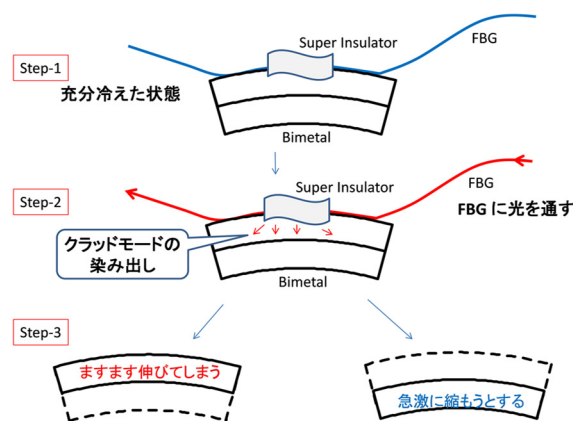 Super Insulator
FBG
Step-1
充分冷えた状態
Bimetal
Super Insulator
Step-2
FBG
FBG に光を通す
クラッドモードの
染み出し
Bimetal
Step-3
ますます伸びてしまう
急激に縮もうとする